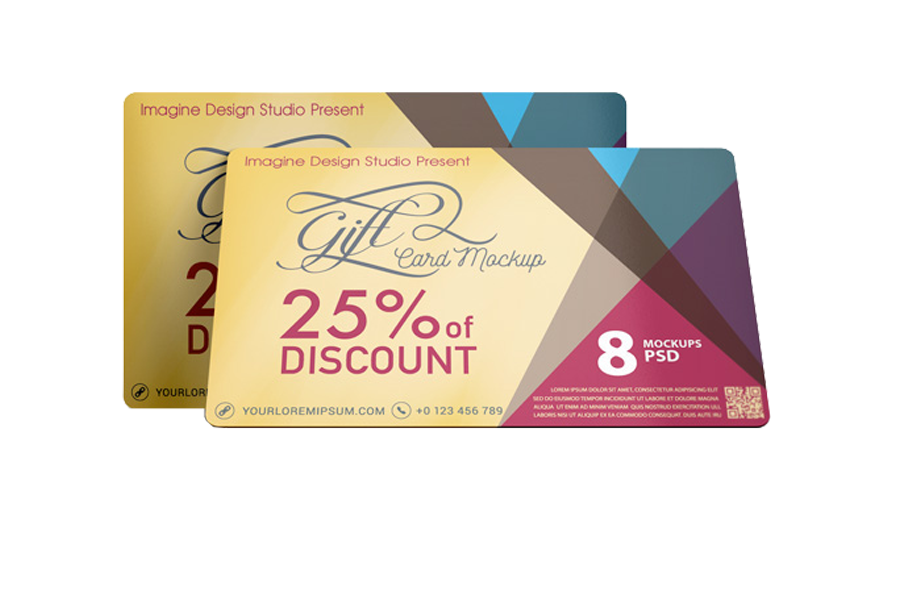 Imagine Design Studio Present
2
D
YOURLOR
Imagine Design Studio Present
Gift
Card Mockup
25% of
DISCOUNT
8 MOCKUPS
PSD
LOREM IPSUM DOLOR SIT AMET, CONSECTETUR ADIPISICING ELIT
SED DO EIUSMOD TEMPOR INCIDIDUNT UT LABORE ET DOLORE MAGNA
ALIQUA UT ENIM AD MINIM VENIAM QUIS NOSTRUD EXERCITATION ULL
LABORIS NISI UT ALIQUIP EX EA COMMODO CONSEQUAT. DUIS AUTE IRU
YOURLOREMIPSUM.COM +0 123 456 789